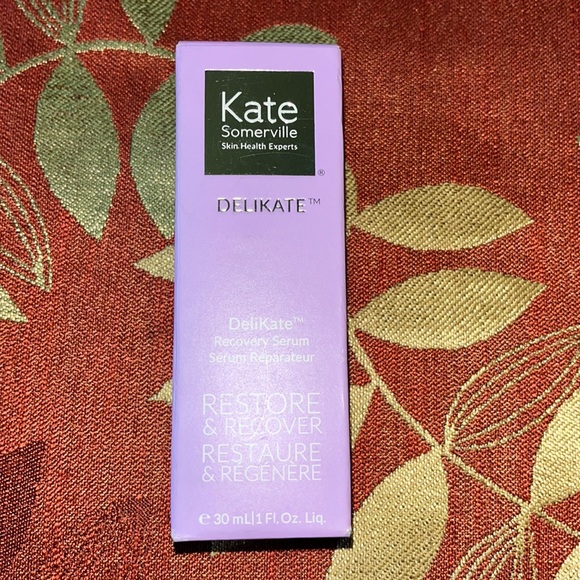 Kate
Somerville
Skin Health Experts
®
DELIKATE™
DeliKate™
Recovery Serum
Sérum Réparateur
RESTORE
& RECOVER
RESTAURE
& RÉGÉNÈRE
℮ 30 mL|1 Fl. Oz. Liq.